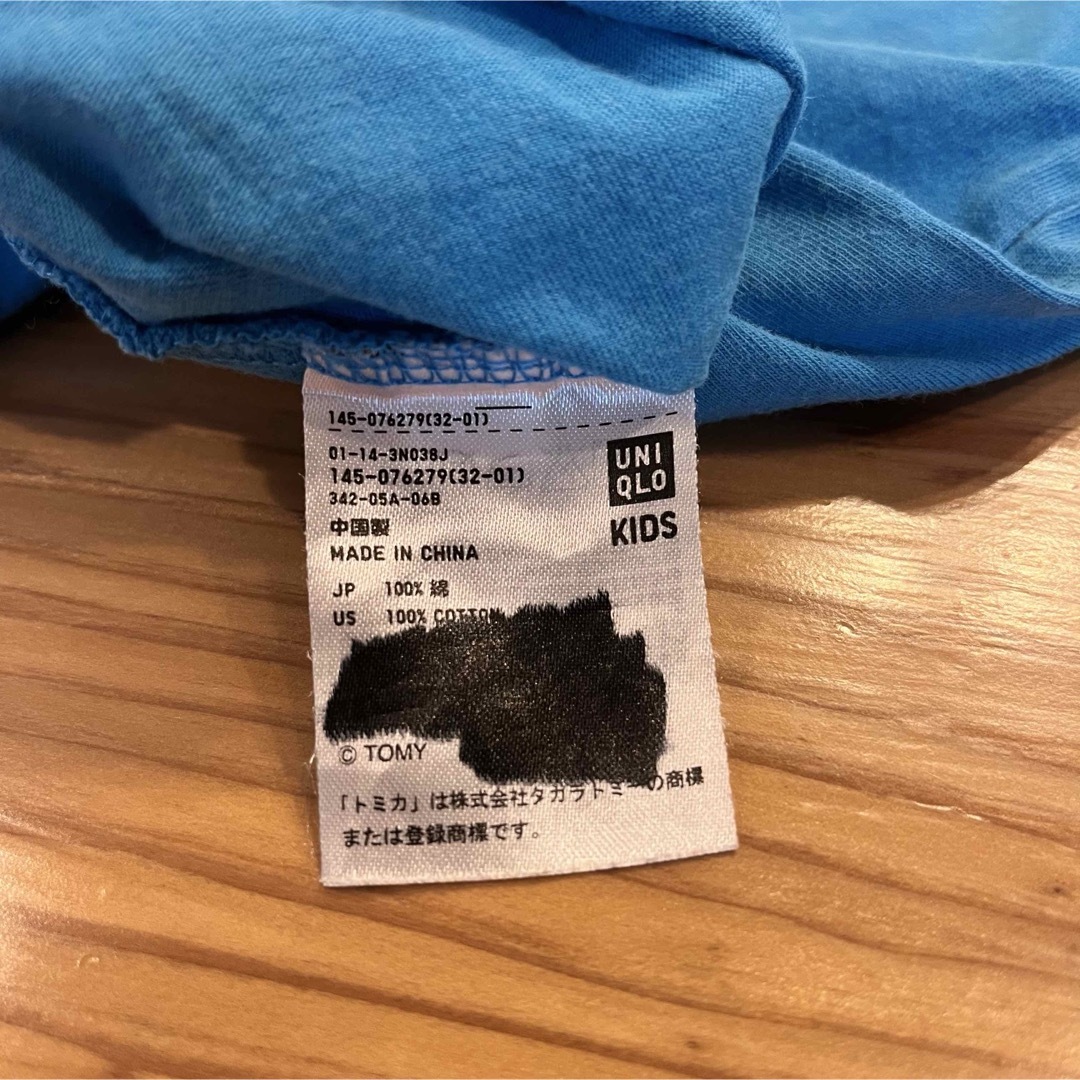 145-076279(32-01)
01-14-3N038J
145-076279(32-01)
342-05A-06B
中国製
MADE IN CHINA
JP 100% 綿
US 100% COTTON
UNI
QLO
KIDS
© TOMY
「トミカ」は株式会社タカラトミーの商標
または登録商標です。